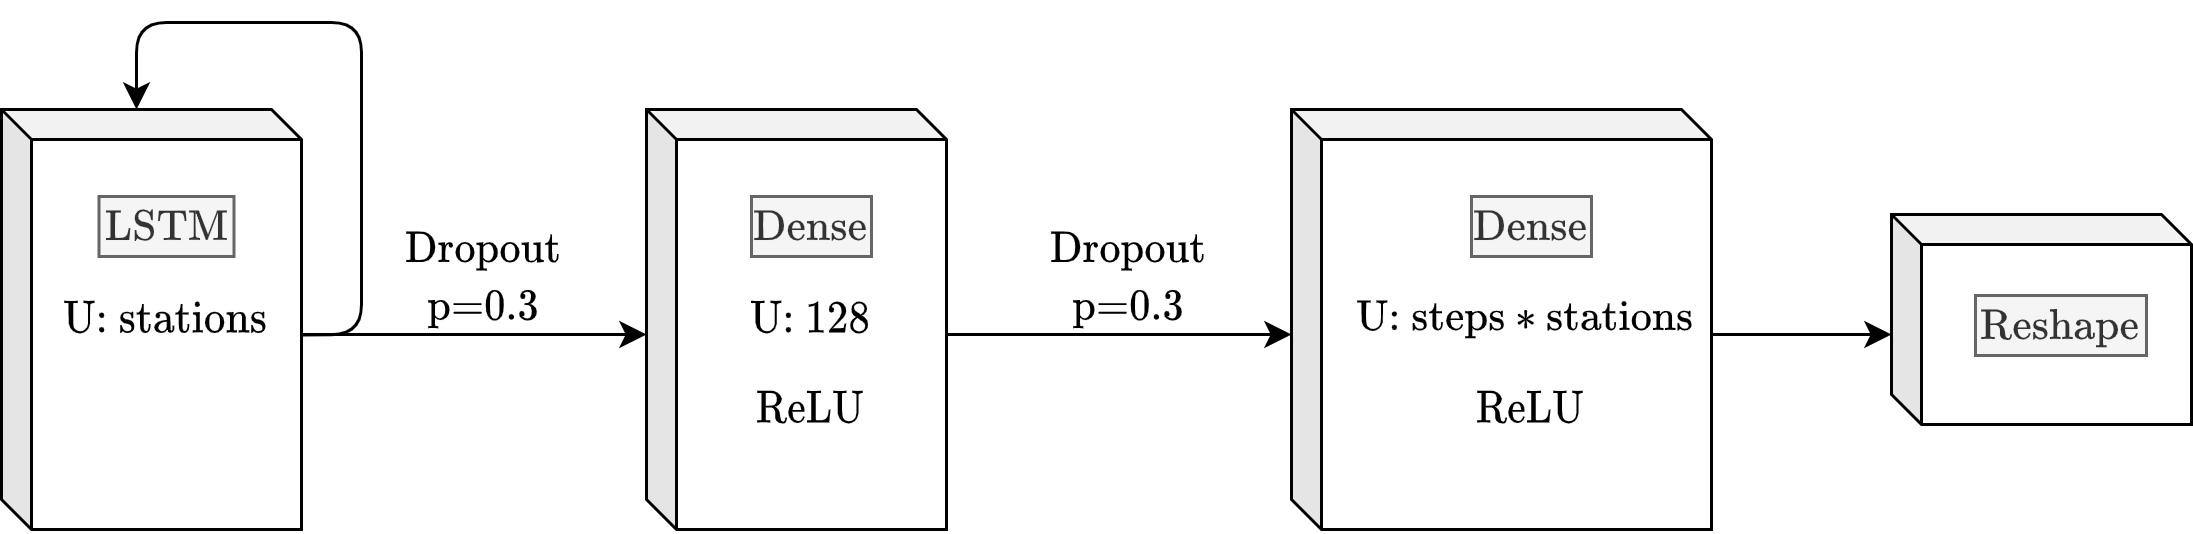 LSTM
U: stations
Dropout
p=0.3
Dense
U: 128
ReLU
Dropout
p=0.3
Dense
U: steps ∗ stations
ReLU
Reshape